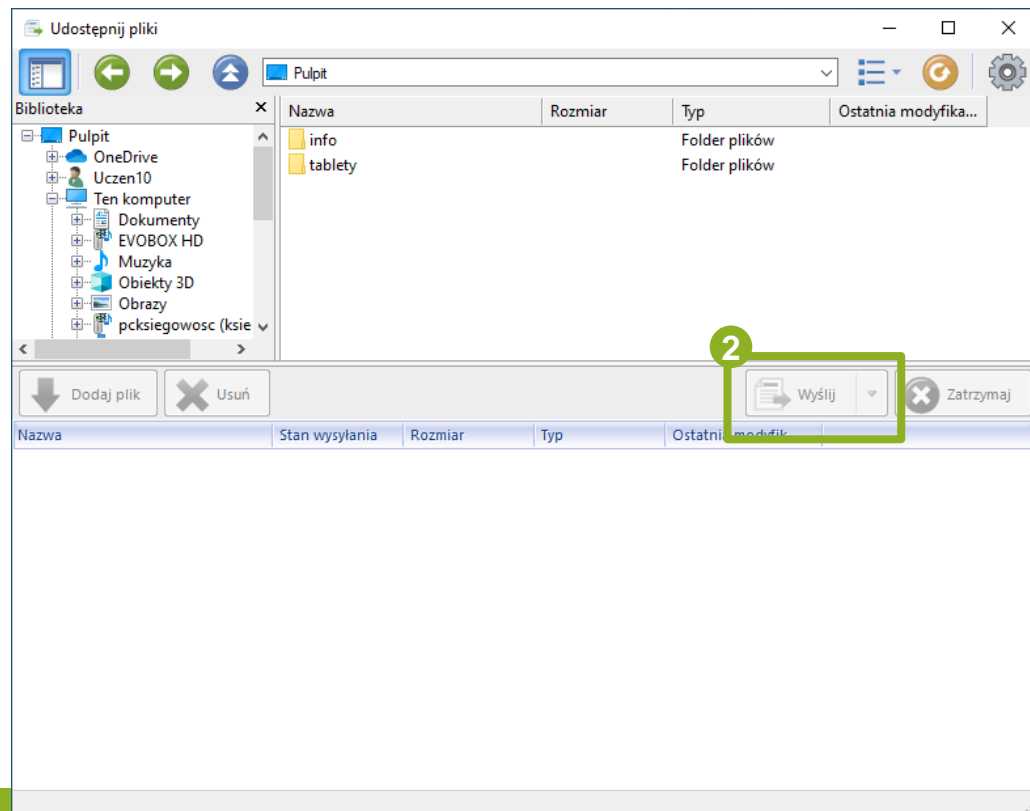 Udostępnij pliki
Pulpit
Biblioteka
Nazwa Rozmiar Typ Ostatnia modyfika...
Pulpit
OneDrive
Uczen10
Ten komputer
Dokumenty
EVOBOX HD
Muzyka
Obiekty 3D
Obrazy
pcksiegowosc (ksie
info Folder plików
tablety Folder plików
2
Dodaj plik Usuń Wyślij Zatrzymaj
Nazwa Stan wysyłania Rozmiar Typ Ostatnia modyfik...